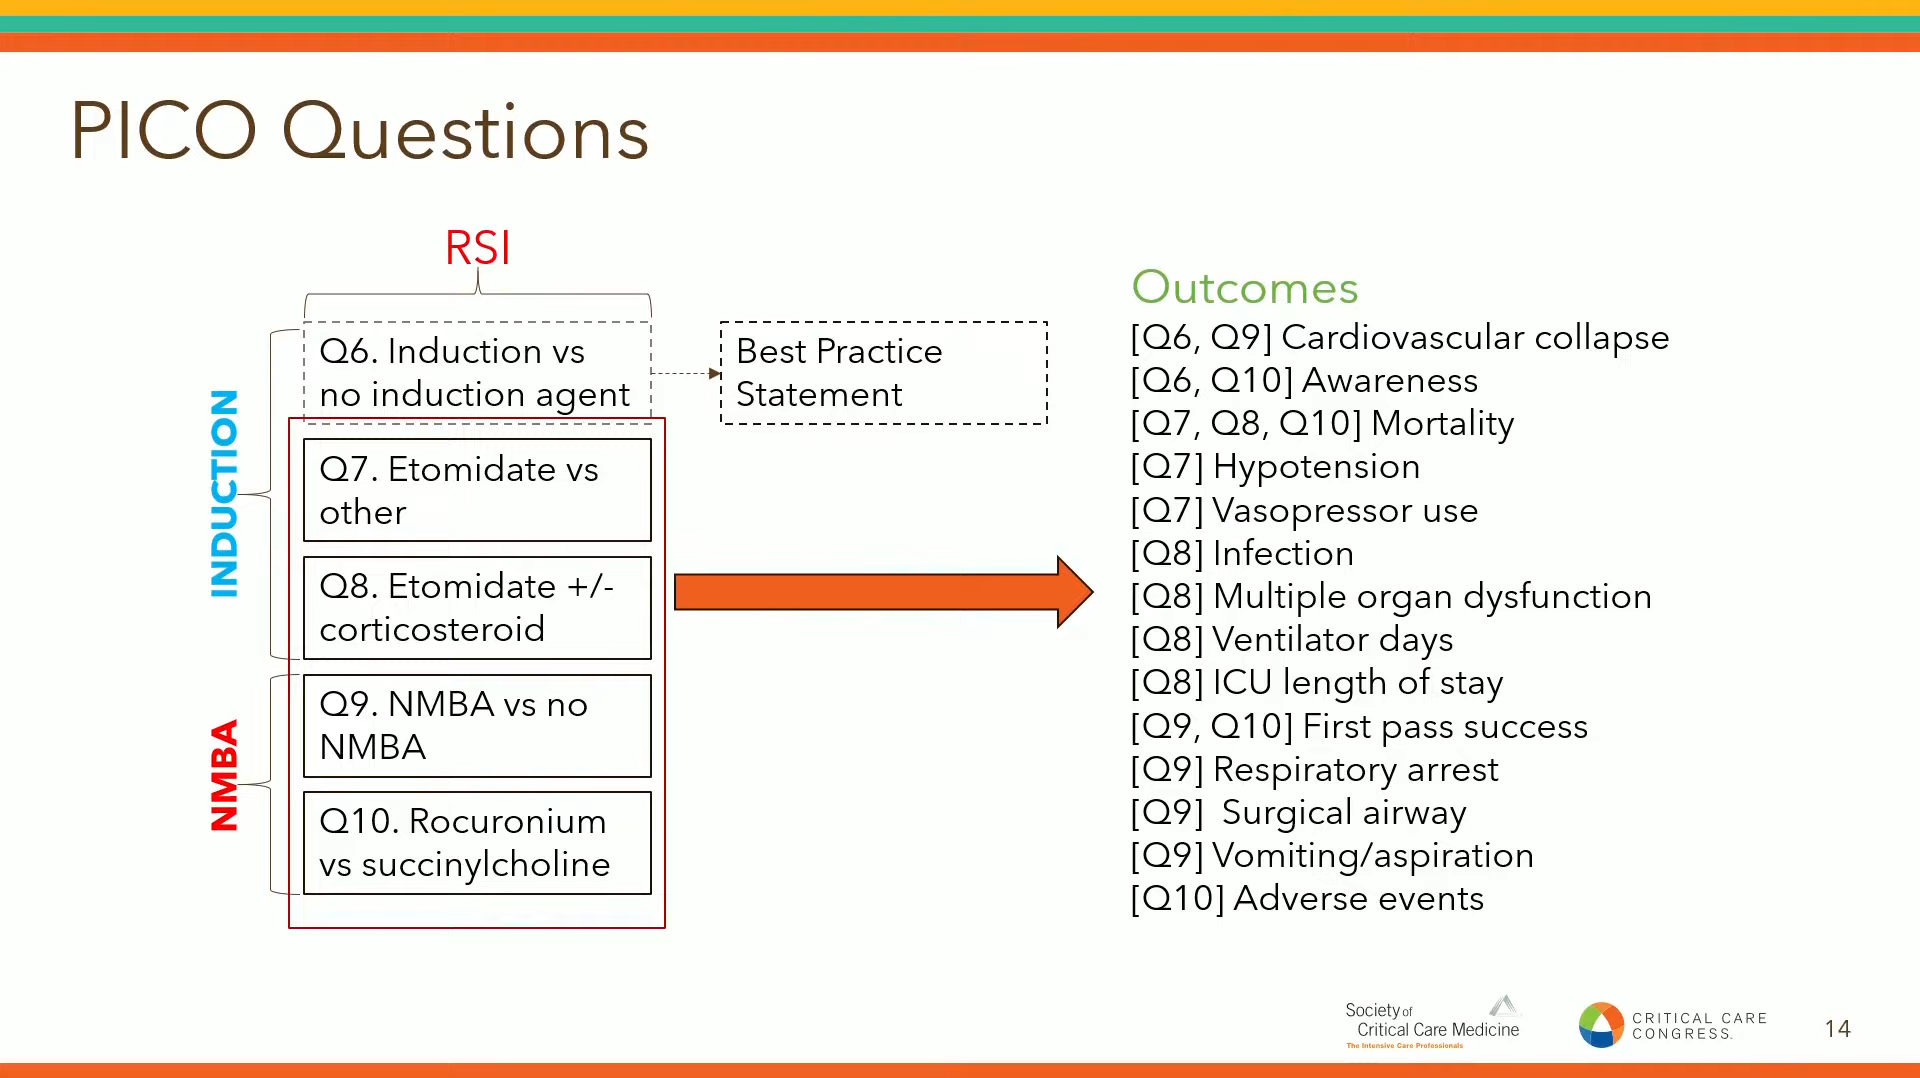 PICO Questions
RSI
INDUCTION
Q6. Induction vs
no induction agent
Best Practice
Statement
Q7. Etomidate vs
other
Q8. Etomidate +/-
corticosteroid
NMBA
Q9. NMBA vs no
NMBA
Q10. Rocuronium
vs succinylcholine
Outcomes
[Q6, Q9] Cardiovascular collapse
[Q6, Q10] Awareness
[Q7, Q8, Q10] Mortality
[Q7] Hypotension
[Q7] Vasopressor use
[Q8] Infection
[Q8] Multiple organ dysfunction
[Q8] Ventilator days
[Q8] ICU length of stay
[Q9, Q10] First pass success
[Q9] Respiratory arrest
[Q9]  Surgical airway
[Q9] Vomiting/aspiration
[Q10] Adverse events
Society of
Critical Care Medicine
The Intensive Care Professionals
CRITICAL CARE
CONGRESS.
14